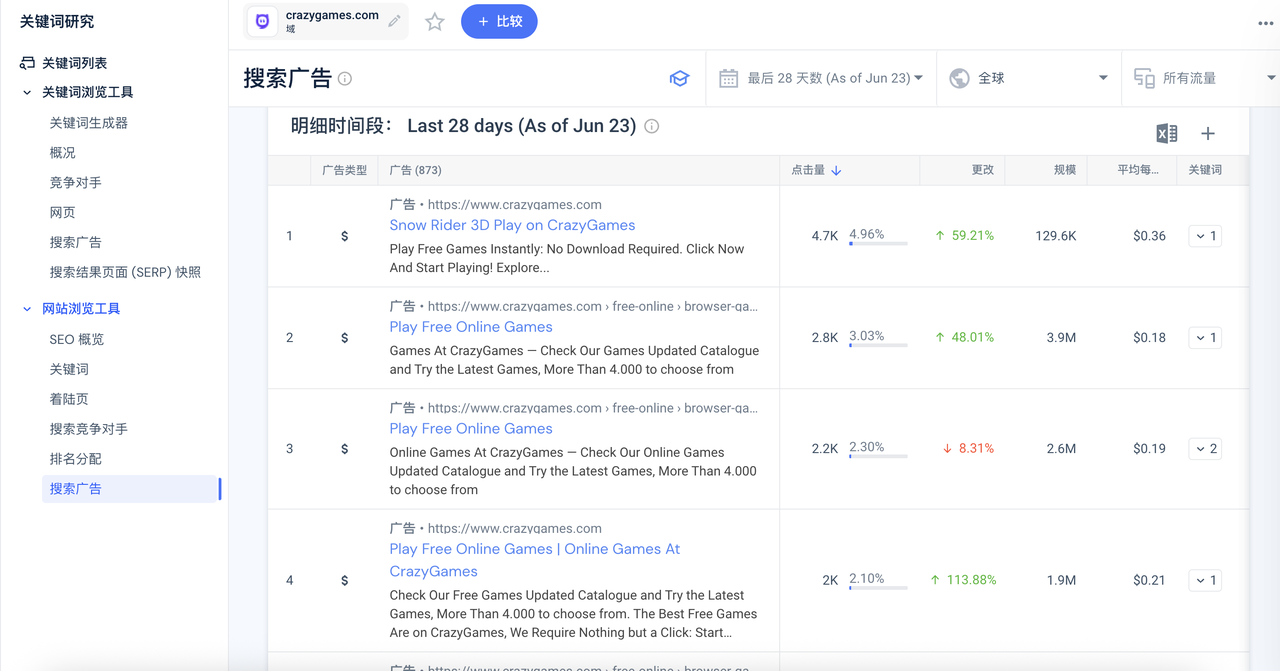 关键词研究
关键词列表
关键词浏览工具
关键词生成器
概况
竞争对手
网页
搜索广告
搜索结果页面 (SERP) 快照
网站浏览工具
SEO 概览
关键词
着陆页
搜索竞争对手
排名分配
搜索广告
crazygames.com
域
+ 比较
搜索广告
最后 28 天数 (As of Jun 23)
全球
所有流量
明细时间段： Last 28 days (As of Jun 23)
广告类型 广告 (873) 点击量 更改 规模 平均每... 关键词
广告 • https://www.crazygames.com
Snow Rider 3D Play on CrazyGames
Play Free Games Instantly: No Download Required. Click Now
And Start Playing! Explore...
1 $ 4.7K 4.96% ↑ 59.21% 129.6K $0.36 1
广告 • https://www.crazygames.com › free-online › browser-ga...
Play Free Online Games
Games At CrazyGames — Check Our Games Updated Catalogue
and Try the Latest Games, More Than 4.000 to choose from
2 $ 2.8K 3.03% ↑ 48.01% 3.9M $0.18 1
广告 • https://www.crazygames.com › free-online › browser-ga...
Play Free Online Games
Online Games At CrazyGames — Check Our Online Games
Updated Catalogue and Try the Latest Games, More Than 4.000
to choose from
3 $ 2.2K 2.30% ↓ 8.31% 2.6M $0.19 2
广告 • https://www.crazygames.com
Play Free Online Games | Online Games At
CrazyGames
Check Our Free Games Updated Catalogue and Try the Latest
Games, More Than 4.000 to choose from. The Best Free Games
Are on CrazyGames, We Require Nothing but a Click: Start...
4 $ 2K 2.10% ↑ 113.88% 1.9M $0.21 1